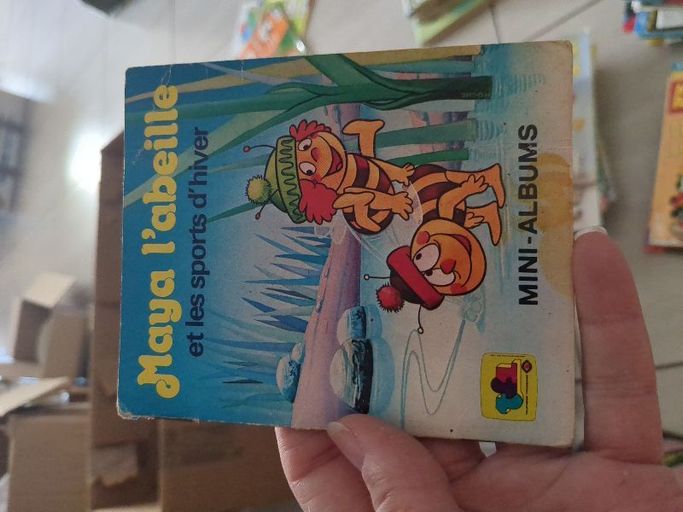 Maya l'abeille
et les sports d'hiver
MINI-ALBUMS